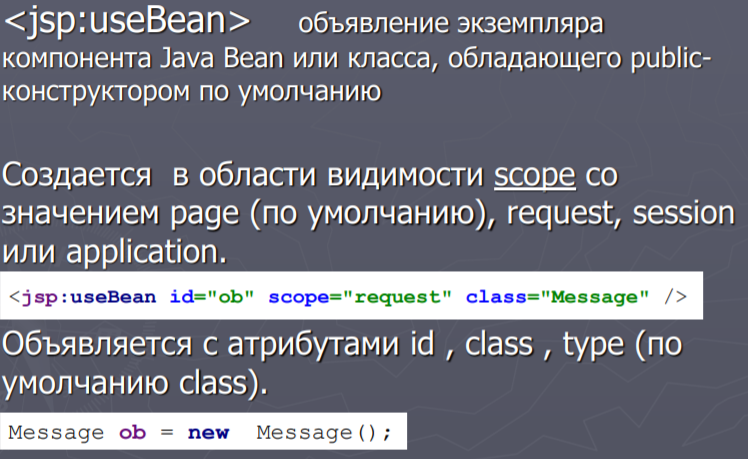 <jsp:useBean> объявление экземпляра
компонента Java Bean или класса, обладающего public-
конструктором по умолчанию
Создается в области видимости scope со
значением page (по умолчанию), request, session
или application.
<jsp:useBean id="ob" scope="request" class="Message" />
Объявляется с атрибутами id , class , type (по
умолчанию class).
Message ob = new Message();